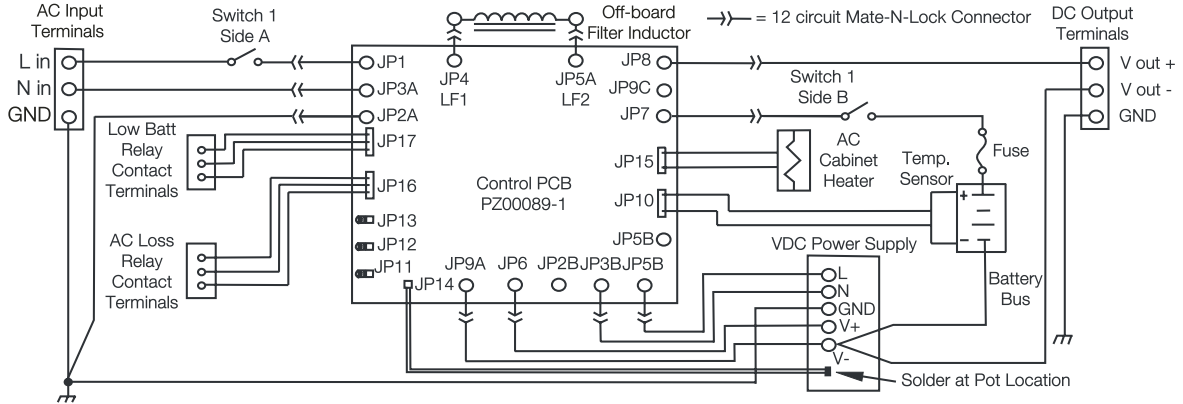 AC Input
Terminals
L in
N in
GND
Switch 1
Side A
Off-board
Filter Inductor
= 12 circuit Mate-N-Lock Connector
DC Output
Terminals
V out +
V out -
GND
JP1
JP3A
JP2A
JP17
JP16
JP13
JP12
JP11
JP14
JP4
LF1
JP5A
LF2
JP8
JP9C
JP7
JP15
JP10
JP5B
Control PCB
PZ00089-1
JP9A
JP6
JP2B
JP3B
JP5B
Low Batt
Relay
Contact
Terminals
AC Loss
Relay
Contact
Terminals
Switch 1
Side B
AC
Cabinet
Heater
Temp.
Sensor
Fuse
+
–
Battery
Bus
VDC Power Supply
L
N
GND
V+
V-
Solder at Pot Location